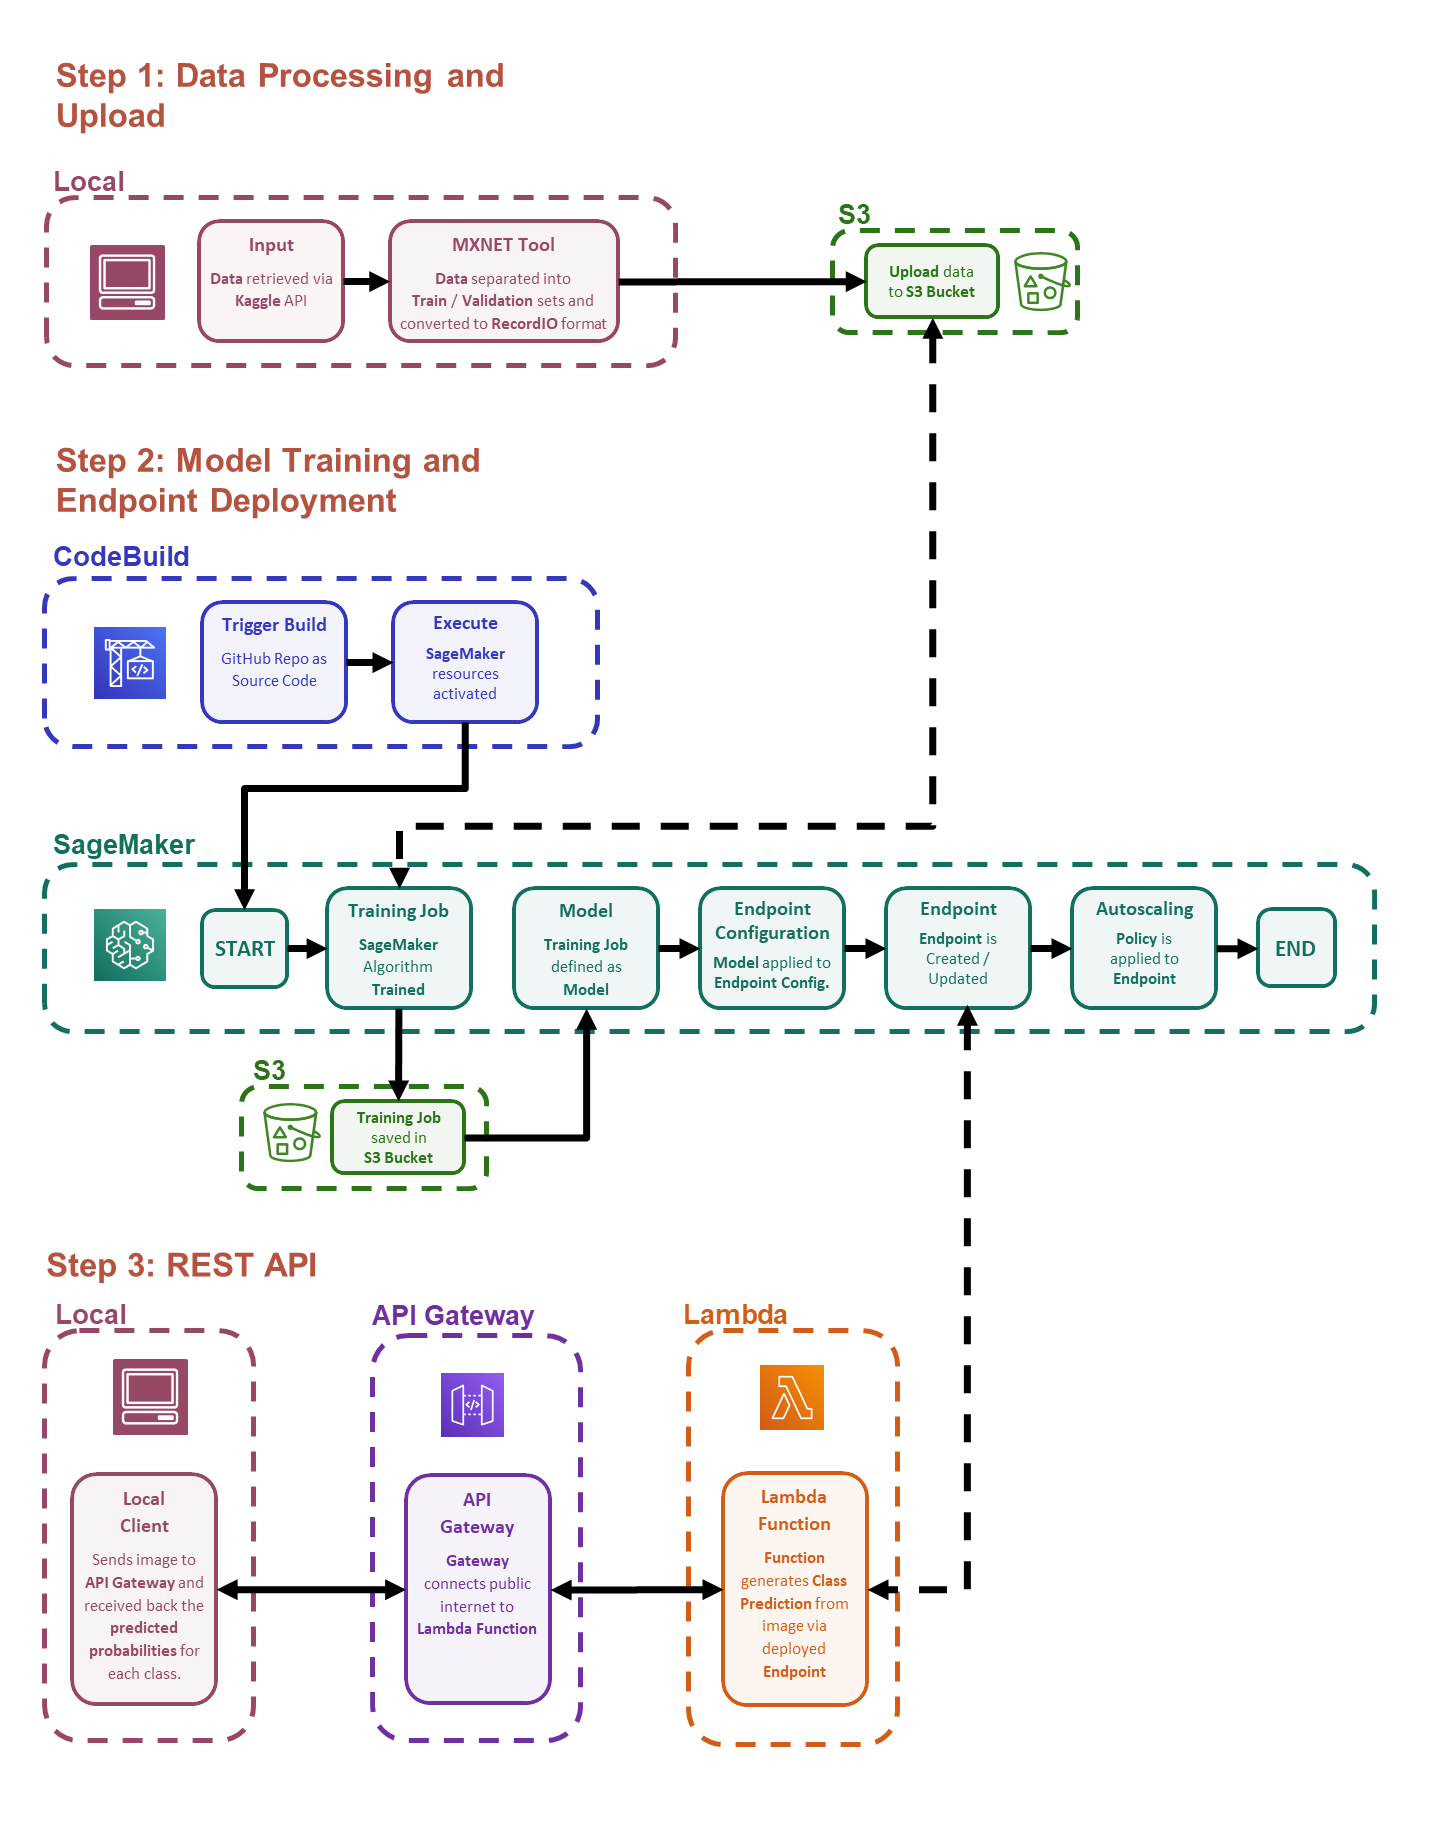 Step 1: Data Processing and
Upload
Local
Input
Data retrieved via
Kaggle API
MXNET Tool
Data separated into
Train / Validation sets and
converted to RecordIO format
S3
Upload data
to S3 Bucket
Step 2: Model Training and
Endpoint Deployment
CodeBuild
Trigger Build
GitHub Repo as
Source Code
Execute
SageMaker
resources
activated
SageMaker
START
Training Job
SageMaker
Algorithm
Trained
Model
Training Job
defined as
Model
Endpoint
Configuration
Model applied to
Endpoint Config.
Endpoint
Endpoint is
Created /
Updated
Autoscaling
Policy is
applied to
Endpoint
END
S3
Training Job
saved in
S3 Bucket
Step 3: REST API
Local
Local
Client
Sends image to
API Gateway and
received back the
predicted
probabilities for
each class.
API Gateway
API
Gateway
Gateway
connects public
internet to
Lambda Function
Lambda
Lambda
Function
Function
generates Class
Prediction from
image via
deployed
Endpoint